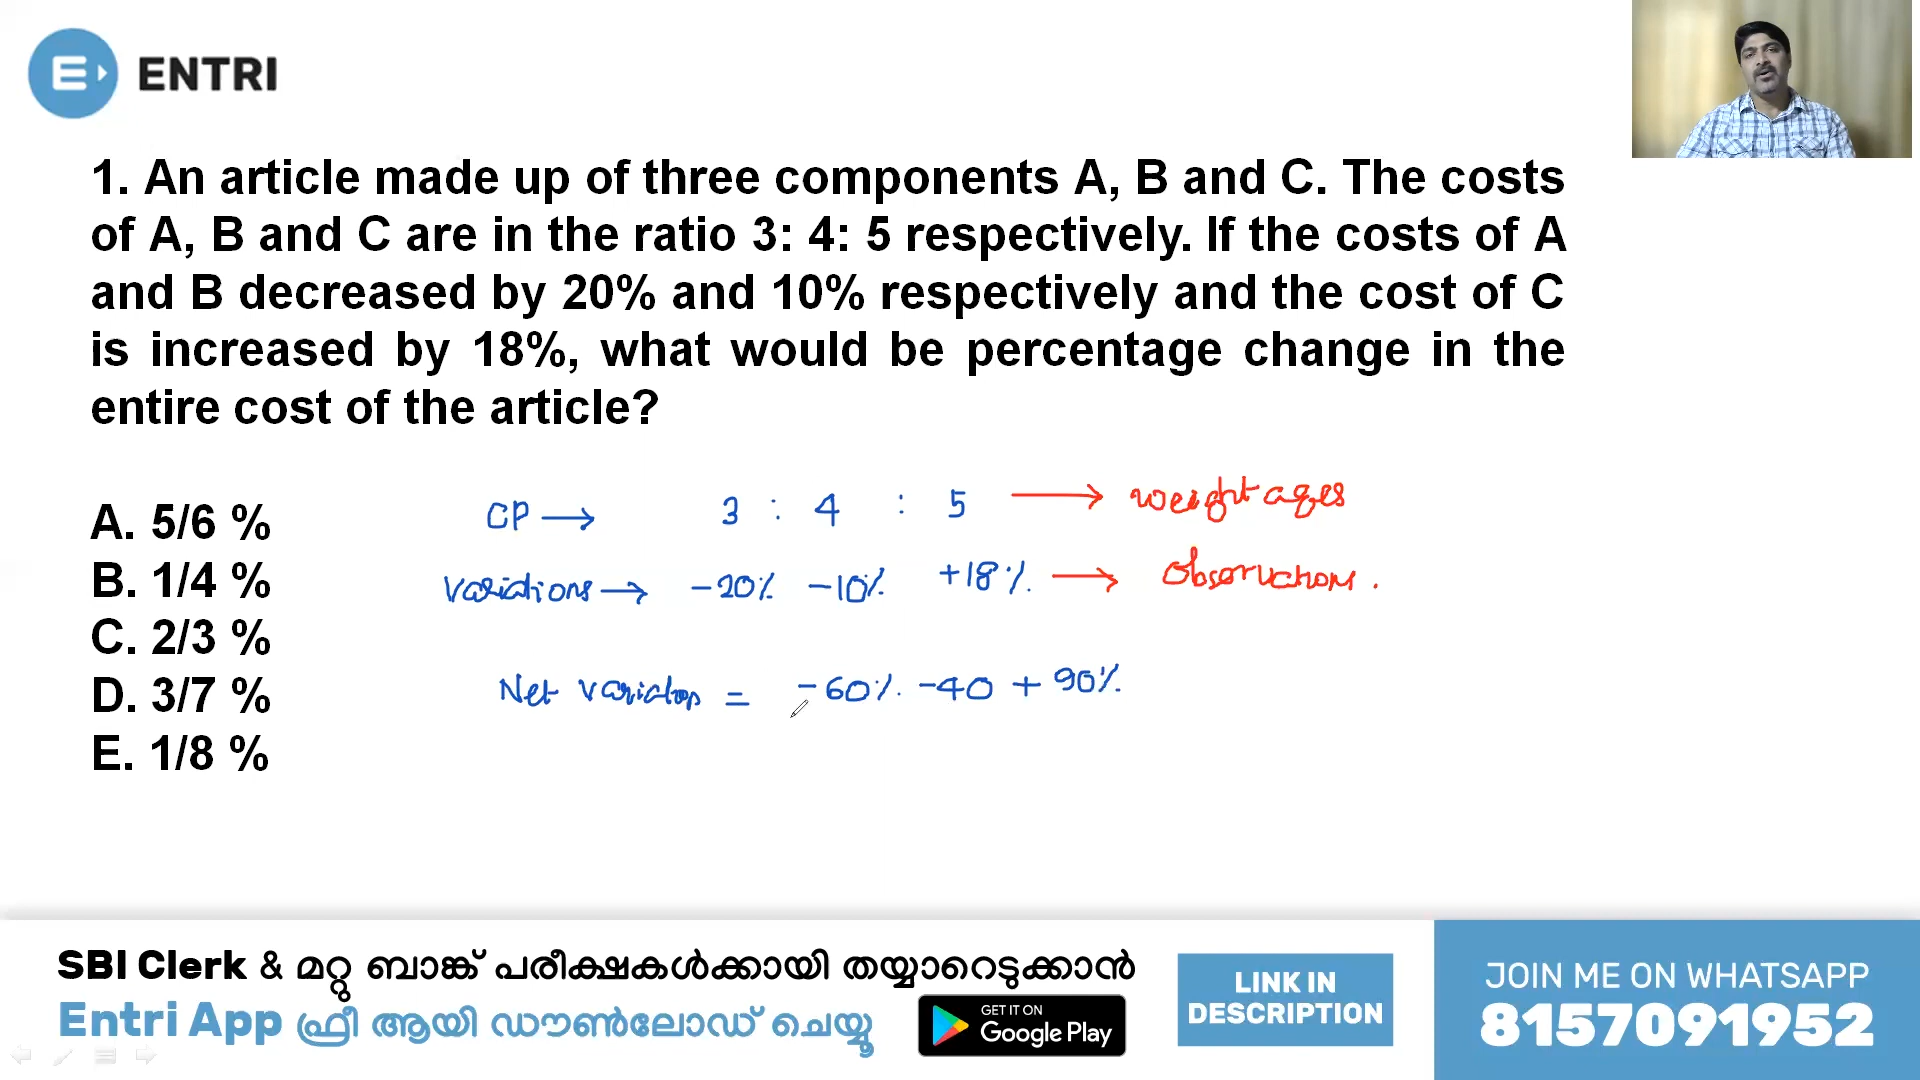 ENTRI
1. An article made up of three components A, B and C. The costs
of A, B and C are in the ratio 3: 4: 5 respectively. If the costs of A
and B decreased by 20% and 10% respectively and the cost of C
is increased by 18%, what would be percentage change in the
entire cost of the article?
A. 5/6 %
B. 1/4 %
C. 2/3 %
D. 3/7 %
E. 1/8 %
CP → 3 : 4 : 5 → weightages
Variations → -20% -10% +18% → Observations.
Net variation = -60% -40 + 90%
SBI Clerk & മറ്റു ബാങ്ക് പരീക്ഷകൾക്കായി തയ്യാറെടുക്കാൻ
Entri App ഫ്രീ ആയി ഡൗൺലോഡ് ചെയ്യൂ
GET IT ON
Google Play
LINK IN
DESCRIPTION
JOIN ME ON WHATSAPP
8157091952